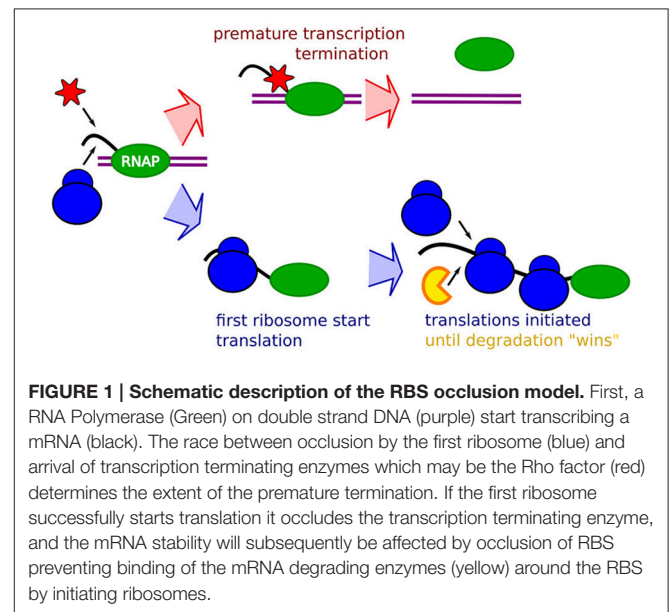 premature transcription
termination
RNAP
first ribosome start
translation
translations initiated
until degradation "wins"
FIGURE 1 | Schematic description of the RBS occlusion model. First, a
RNA Polymerase (Green) on double strand DNA (purple) start transcribing a
mRNA (black). The race between occlusion by the first ribosome (blue) and
arrival of transcription terminating enzymes which may be the Rho factor (red)
determines the extent of the premature termination. If the first ribosome
successfully starts translation it occludes the transcription terminating enzyme,
and the mRNA stability will subsequently be affected by occlusion of RBS
preventing binding of the mRNA degrading enzymes (yellow) around the RBS
by initiating ribosomes.